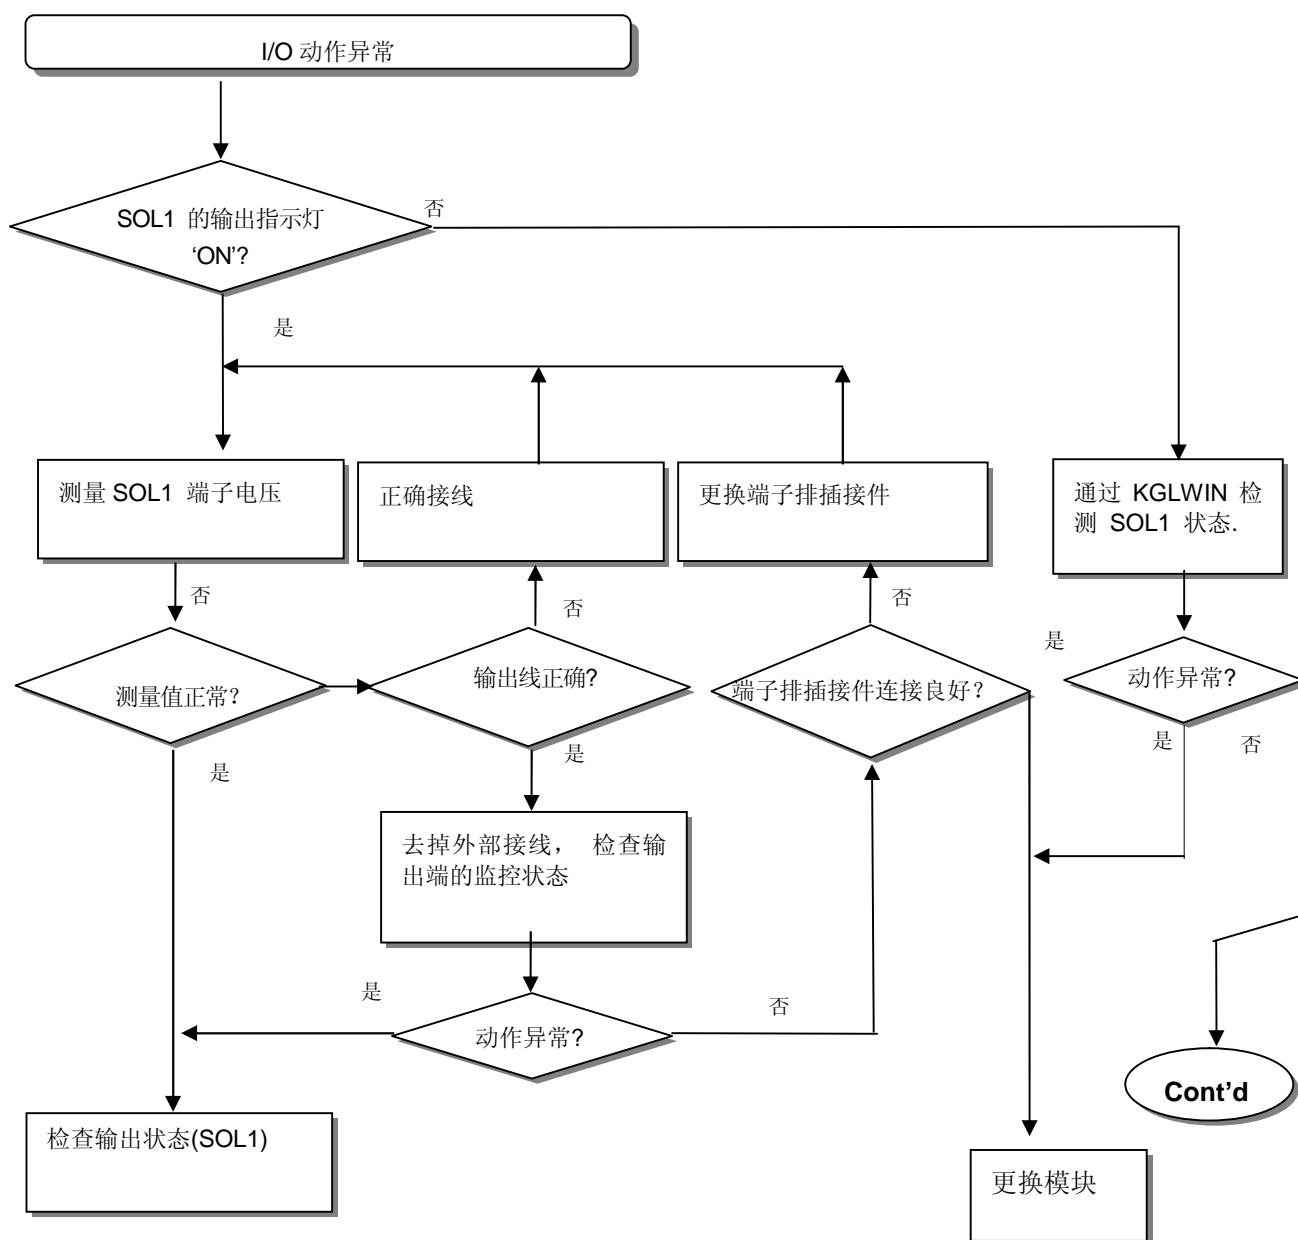 I/O 动作异常
SOL1 的输出指示灯
‘ON’?
否
是
测量 SOL1 端子电压
正确接线
更换端子排插接件
通过 KGLWIN 检
测 SOL1 状态.
否
否
否
是
测量值正常?
输出线正确?
端子排插接件连接良好?
动作异常?
是
是
是
否
去掉外部接线， 检查输
出端的监控状态
是
否
动作异常?
Cont’d
检查输出状态(SOL1)
更换模块